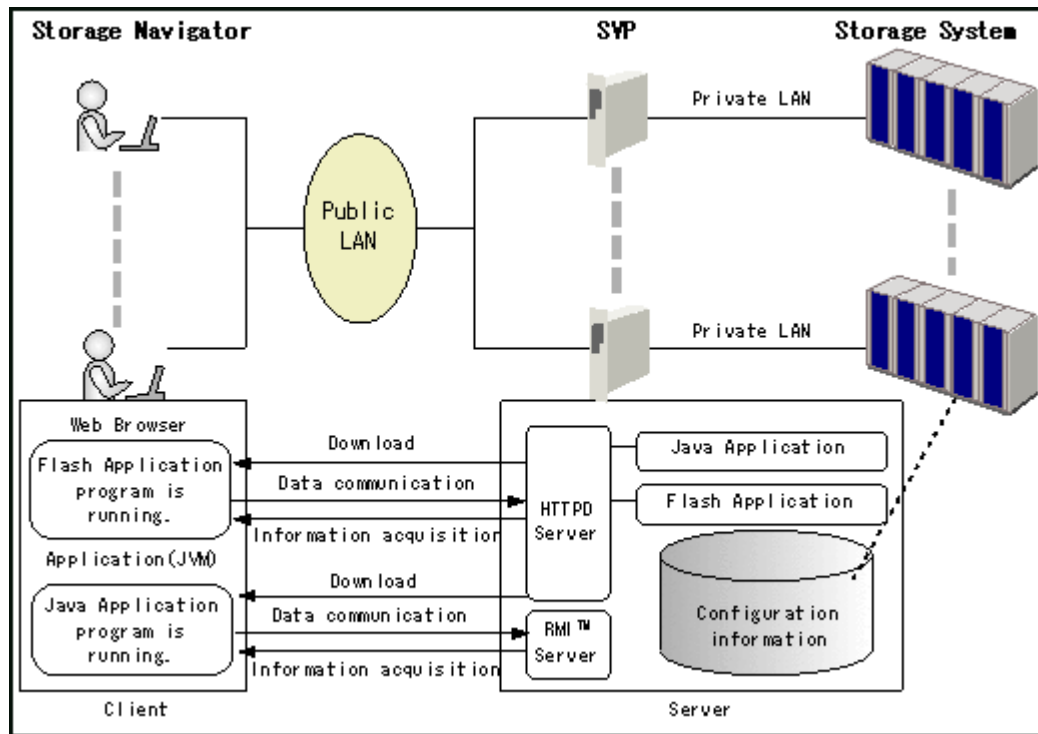 Storage Navigator
SVP
Storage System
Private LAN
Public
LAN
Private LAN
Web Browser
Flash Application
program is
running.
Application(JVM)
Java Application
program is
running.
Client
Download
Data communication
Information acquisition
Download
Data communication
Information acquisition
HTTPD
Server
RMI™
Server
Java Application
Flash Application
Configuration
information
Server